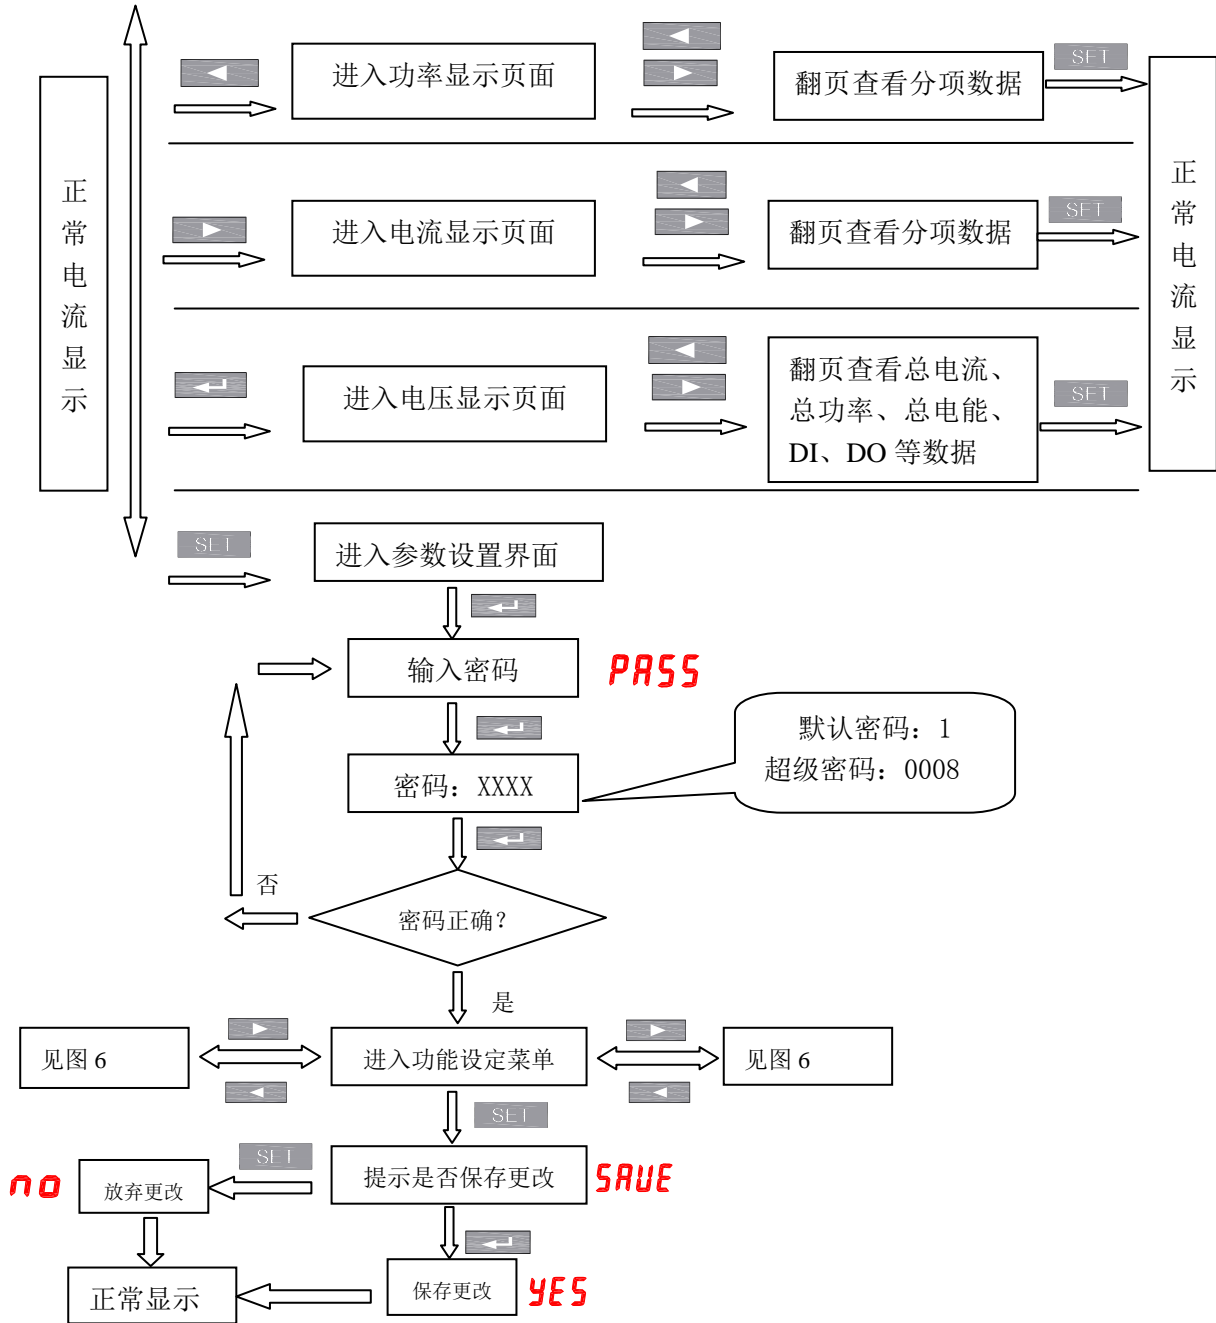 正常电流显示
进入功率显示页面
翻页查看分项数据
SET
正常电流显示
进入电流显示页面
翻页查看分项数据
SET
进入电压显示页面
翻页查看总电流、
总功率、总电能、
DI、DO 等数据
SET
SET
进入参数设置界面
输入密码
PASS
密码：XXXX
默认密码：1
超级密码：0008
否
密码正确?
是
见图 6
进入功能设定菜单
见图 6
SET
SET
no
放弃更改
提示是否保存更改
SAVE
正常显示
保存更改
YES